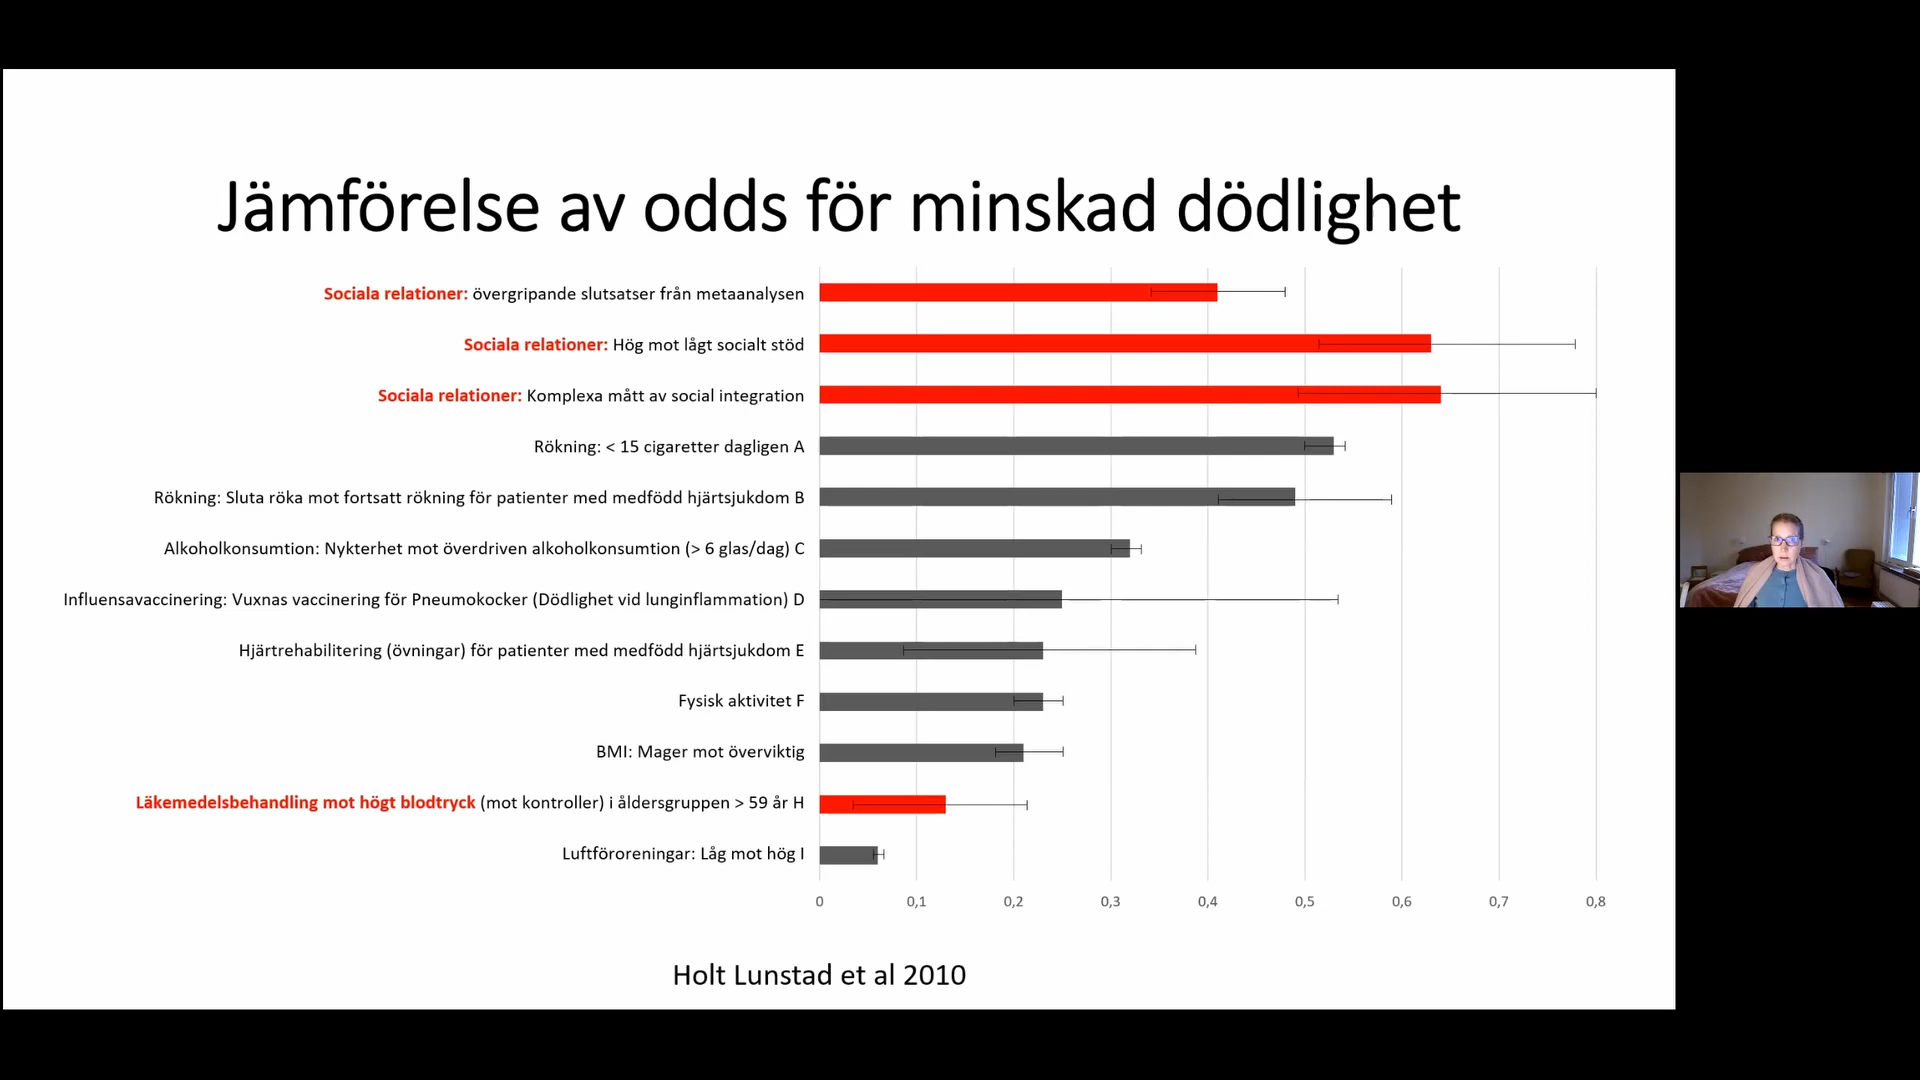 Jämförelse av odds för minskad dödlighet
Sociala relationer: övergripande slutsatser från metaanalysen
Sociala relationer: Hög mot lågt socialt stöd
Sociala relationer: Komplexa mått av social integration
Rökning: < 15 cigaretter dagligen A
Rökning: Sluta röka mot fortsatt rökning för patienter med medfödd hjärtsjukdom B
Alkoholkonsumtion: Nykterhet mot överdriven alkoholkonsumtion (> 6 glas/dag) C
Influensavaccinering: Vuxnas vaccinering för Pneumokocker (Dödlighet vid lunginflammation) D
Hjärtrehabilitering (övningar) för patienter med medfödd hjärtsjukdom E
Fysisk aktivitet F
BMI: Mager mot överviktig
Läkemedelsbehandling mot högt blodtryck (mot kontroller) i åldersgruppen > 59 år H
Luftföroreningar: Låg mot hög I
0 0,1 0,2 0,3 0,4 0,5 0,6 0,7 0,8
Holt Lunstad et al 2010